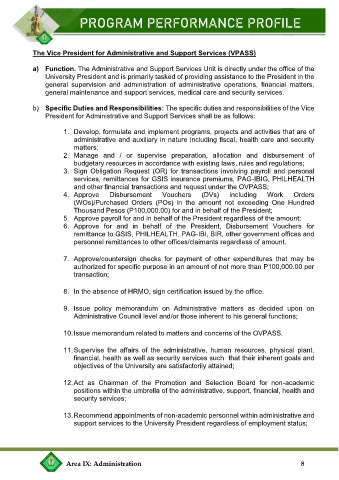 PROGRAM PERFORMANCE PROFILE
The Vice President for Administrative and Support Services (VPASS)
a) Function. The Administrative and Support Services Unit is directly under the office of the
University President and is primarily tasked of providing assistance to the President in the
general supervision and administration of administrative operations, financial matters,
general maintenance and support services, medical care and security services.
b) Specific Duties and Responsibilities: The specific duties and responsibilities of the Vice
President for Administrative and Support Services shall be as follows:
1. Develop, formulate and implement programs, projects and activities that are of
administrative and auxiliary in nature including fiscal, health care and security
matters;
2. Manage and / or supervise preparation, allocation and disbursement of
budgetary resources in accordance with existing laws, rules and regulations;
3. Sign Obligation Request (OR) for transactions involving payroll and personal
services, remittances for GSIS insurance premiums, PAG-IBIG, PHILHEALTH
and other financial transactions and request under the OVPASS;
4. Approve Disbursement Vouchers (DVs) including Work Orders
(WOs)/Purchased Orders (POs) in the amount not exceeding One Hundred
Thousand Pesos (P100,000.00) for and in behalf of the President;
5. Approve payroll for and in behalf of the President regardless of the amount;
6. Approve for and in behalf of the President, Disbursement Vouchers for
remittance to GSIS, PHILHEALTH, PAG-IBI, BIR, other government offices and
personnel remittances to other offices/claimants regardless of amount.
7. Approve/countersign checks for payment of other expenditures that may be
authorized for specific purpose in an amount of not more than P100,000.00 per
transaction;
8. In the absence of HRMO, sign certification issued by the office.
9. Issue policy memorandum on Administrative matters as decided upon on
Administrative Council level and/or those inherent to his general functions;
10.Issue memorandum related to matters and concerns of the OVPASS.
11.Supervise the affairs of the administrative, human resources, physical plant,
financial, health as well as security services such that their inherent goals and
objectives of the University are satisfactorily attained;
12.Act as Chairman of the Promotion and Selection Board for non-academic
positions within the umbrella of the administrative, support, financial, health and
security services;
13.Recommend appointments of non-academic personnel within administrative and
support services to the University President regardless of employment status;
Area IX: Administration 8